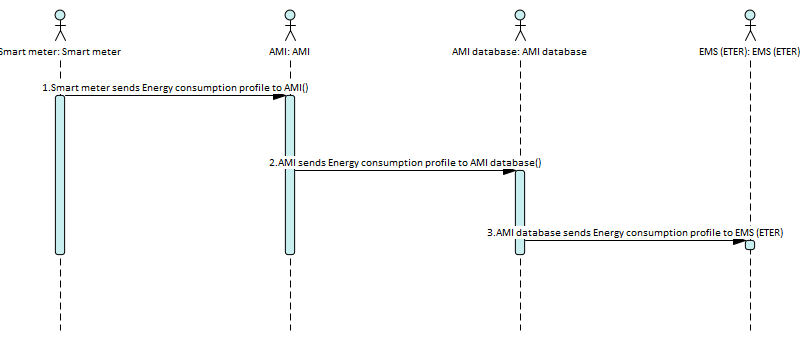 Smart meter: Smart meter
AMI: AMI
AMI database: AMI database
EMS (ETER): EMS (ETER)
1.Smart meter sends Energy consumption profile to AMI()
2.AMI sends Energy consumption profile to AMI database()
3.AMI database sends Energy consumption profile to EMS (ETER)